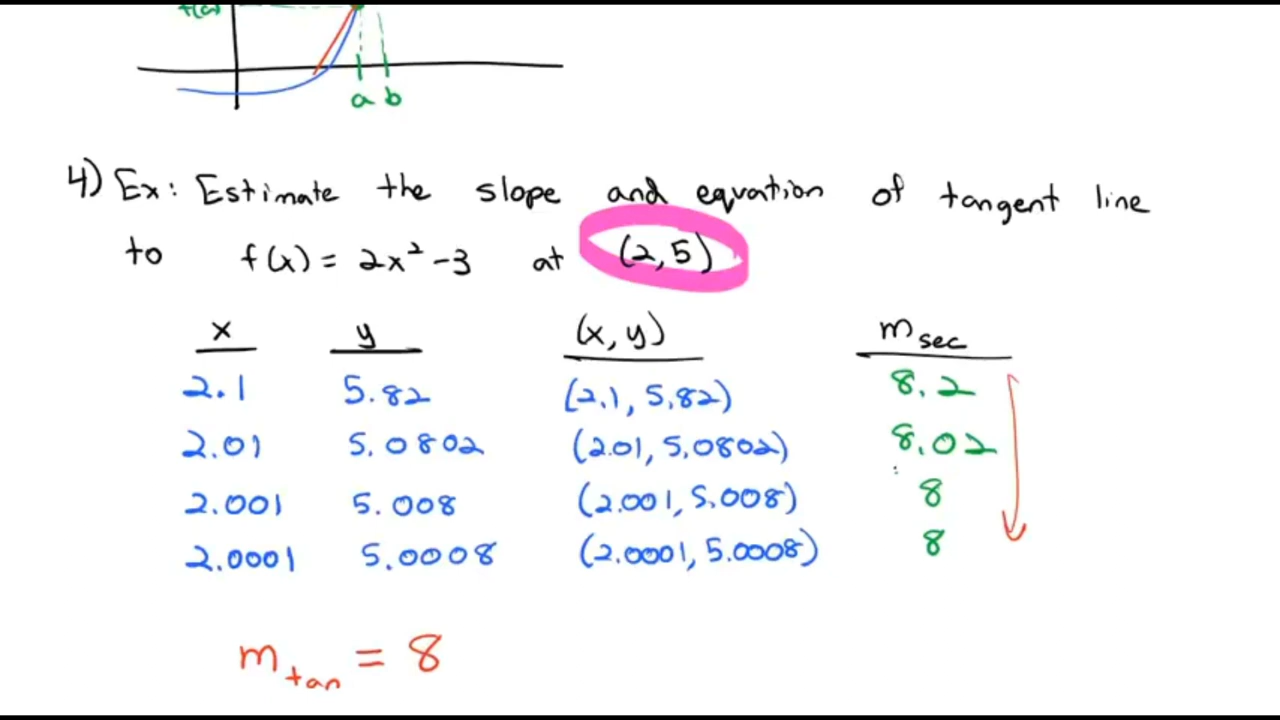 f(a)
a b
4) Ex: Estimate the slope and equation of tangent line
to f(x) = 2x² - 3 at (2, 5)
x y (x, y) m sec
2.1 5.82 (2.1, 5.82) 8.2
2.01 5.0802 (2.01, 5.0802) 8.02
2.001 5.008 (2.001, 5.008) 8
2.0001 5.0008 (2.0001, 5.0008) 8
m tan = 8